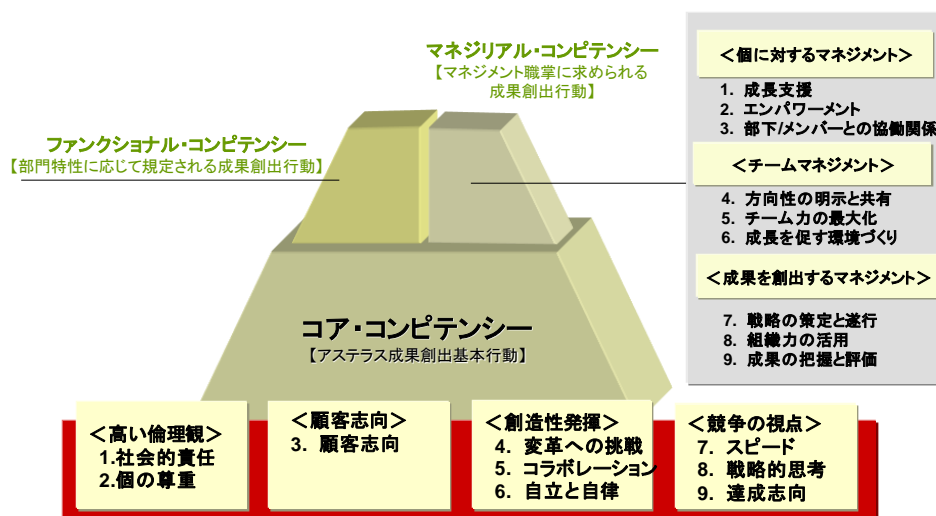 マネジリアル・コンピテンシー
【マネジメント職掌に求められる
成果創出行動】
ファンクショナル・コンピテンシー
【部門特性に応じて規定される成果創出行動】
＜個に対するマネジメント＞
1. 成長支援
2. エンパワーメント
3. 部下/メンバーとの協働関係
＜チームマネジメント＞
4. 方向性の明示と共有
5. チーム力の最大化
6. 成長を促す環境づくり
＜成果を創出するマネジメント＞
7. 戦略の策定と遂行
8. 組織力の活用
9. 成果の把握と評価
コア・コンピテンシー
【アステラス成果創出基本行動】
＜高い倫理観＞
1.社会的責任
2.個の尊重
＜顧客志向＞
3. 顧客志向
＜創造性発揮＞
4. 変革への挑戦
5. コラボレーション
6. 自立と自律
＜競争の視点＞
7. スピード
8. 戦略的思考
9. 達成志向